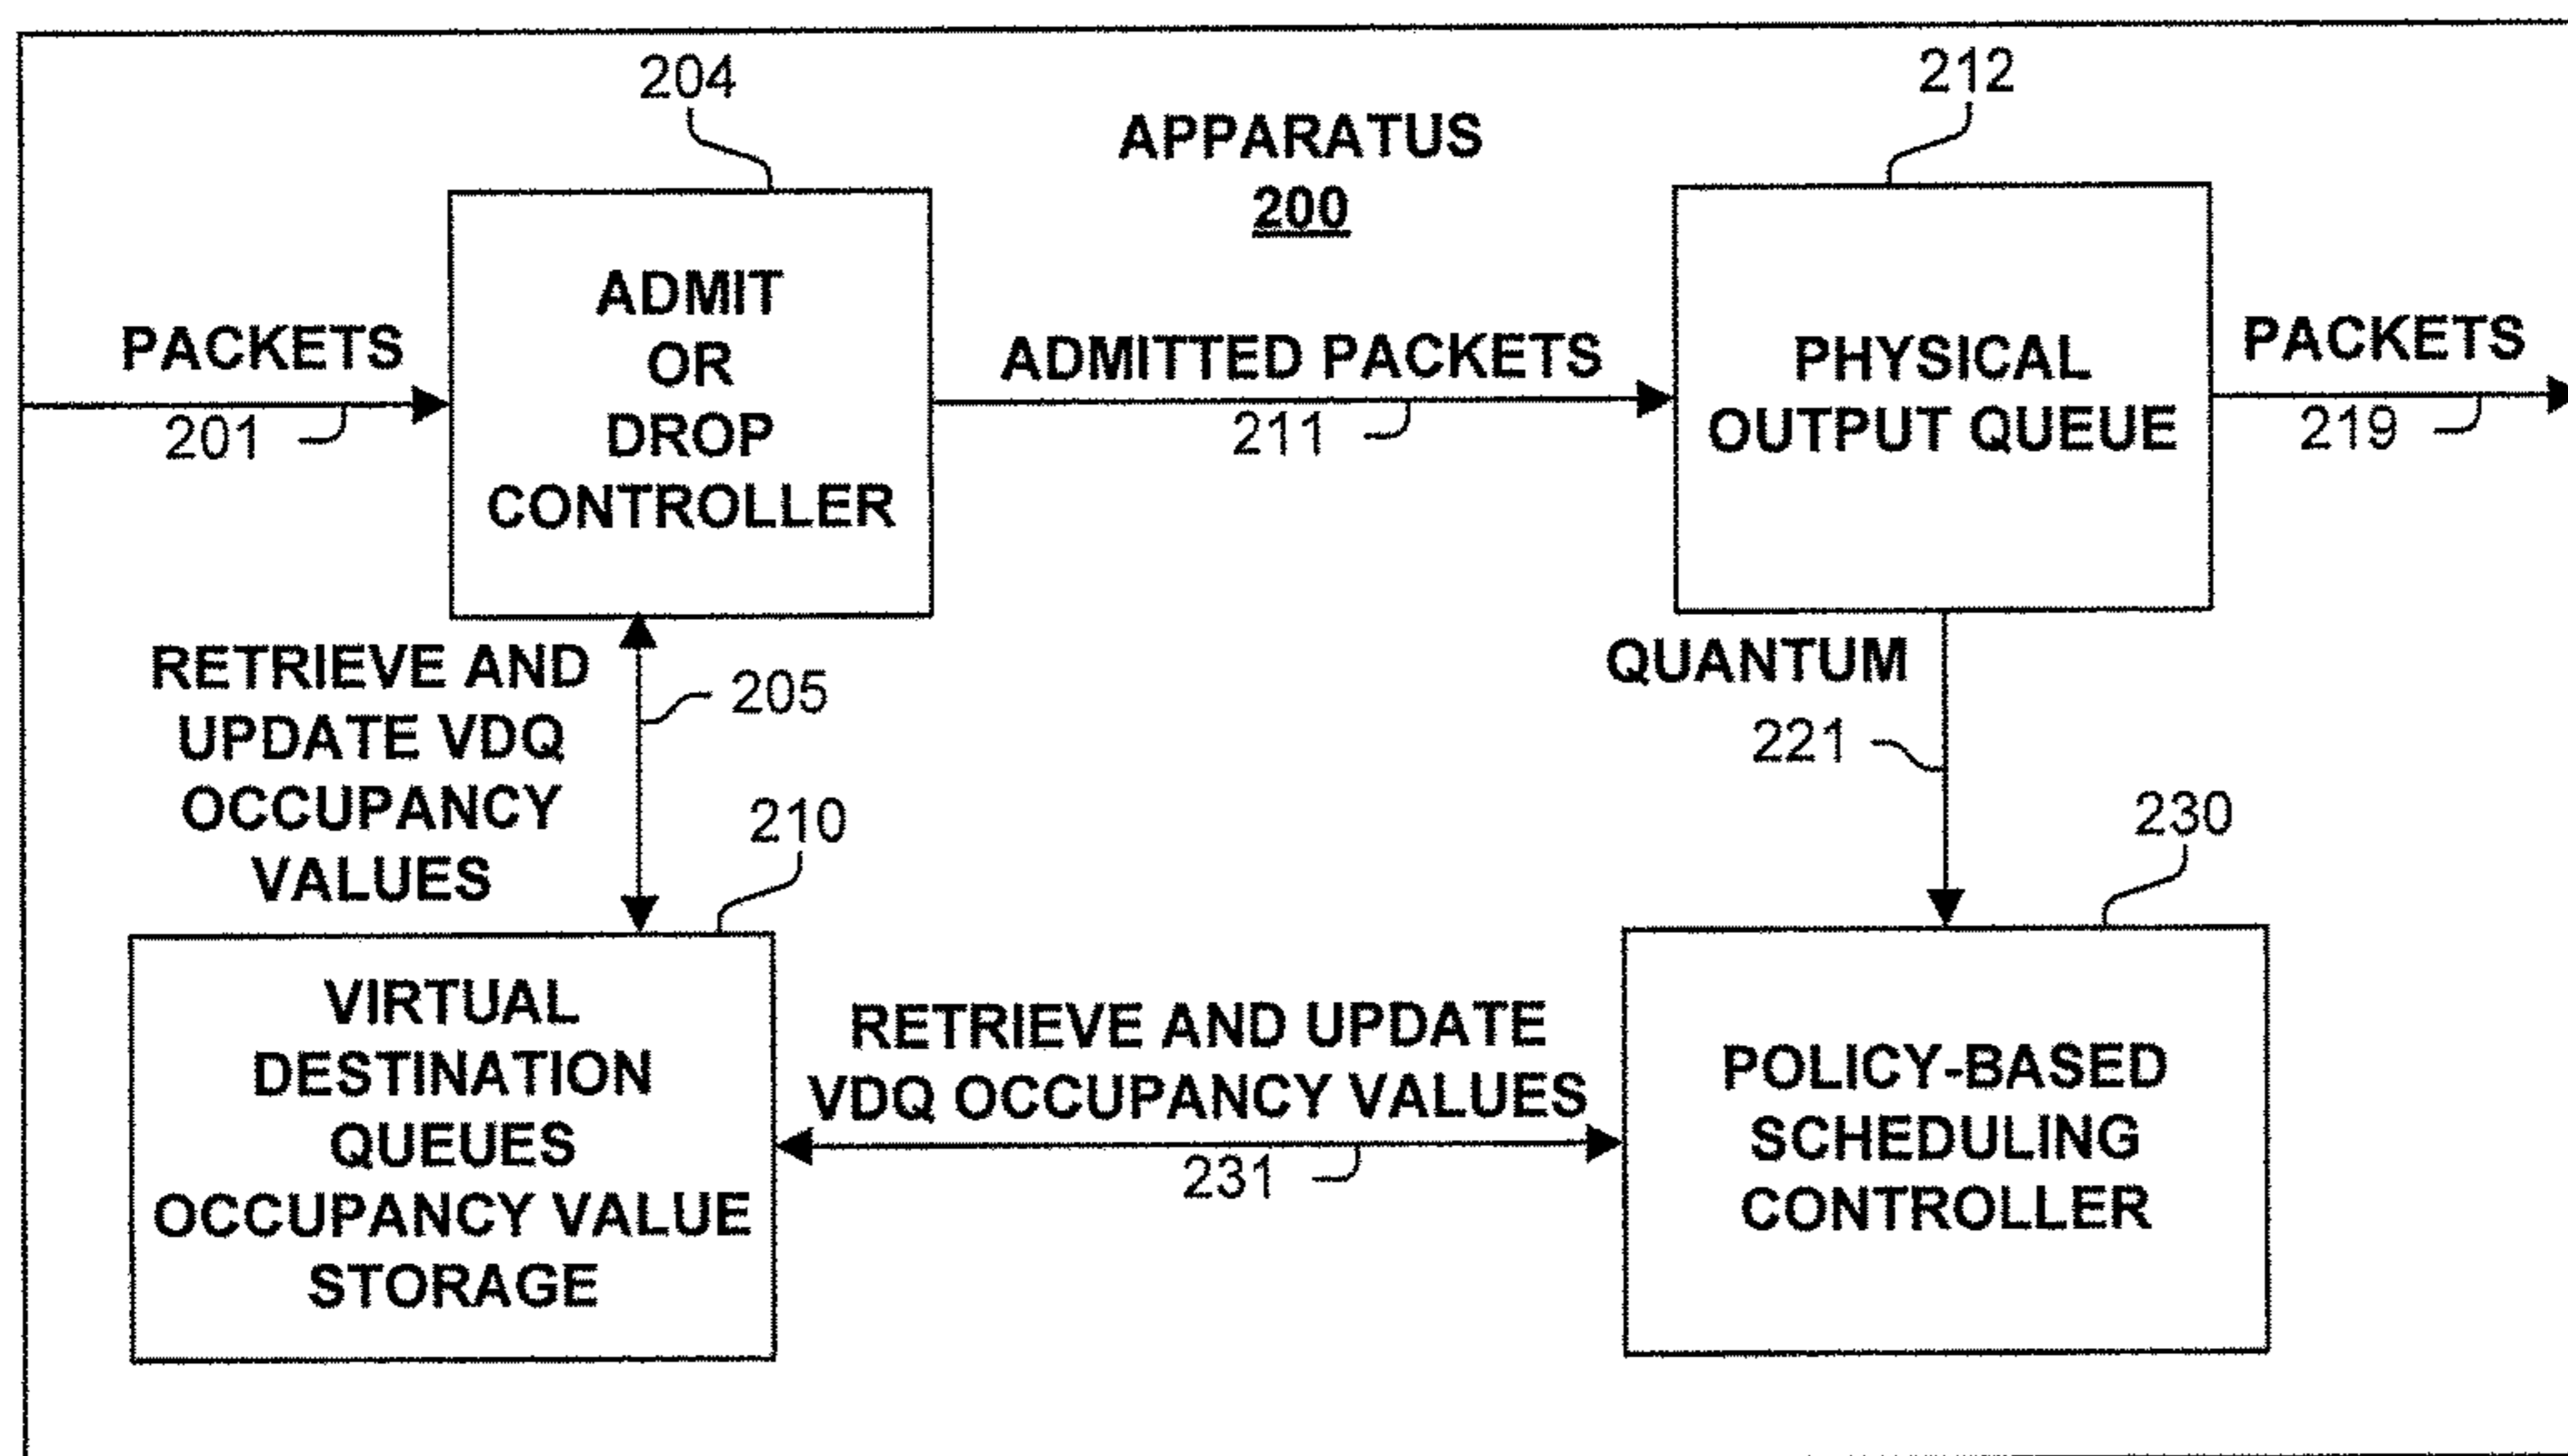 204
212
APPARATUS
200
PACKETS
201
ADMIT
OR
DROP
CONTROLLER
ADMITTED PACKETS
211
PHYSICAL
OUTPUT QUEUE
PACKETS
219
RETRIEVE AND
UPDATE VDQ
OCCUPANCY
VALUES
205
QUANTUM
221
210
230
VIRTUAL
DESTINATION
QUEUES
OCCUPANCY VALUE
STORAGE
RETRIEVE AND UPDATE
VDQ OCCUPANCY VALUES
231
POLICY-BASED
SCHEDULING
CONTROLLER